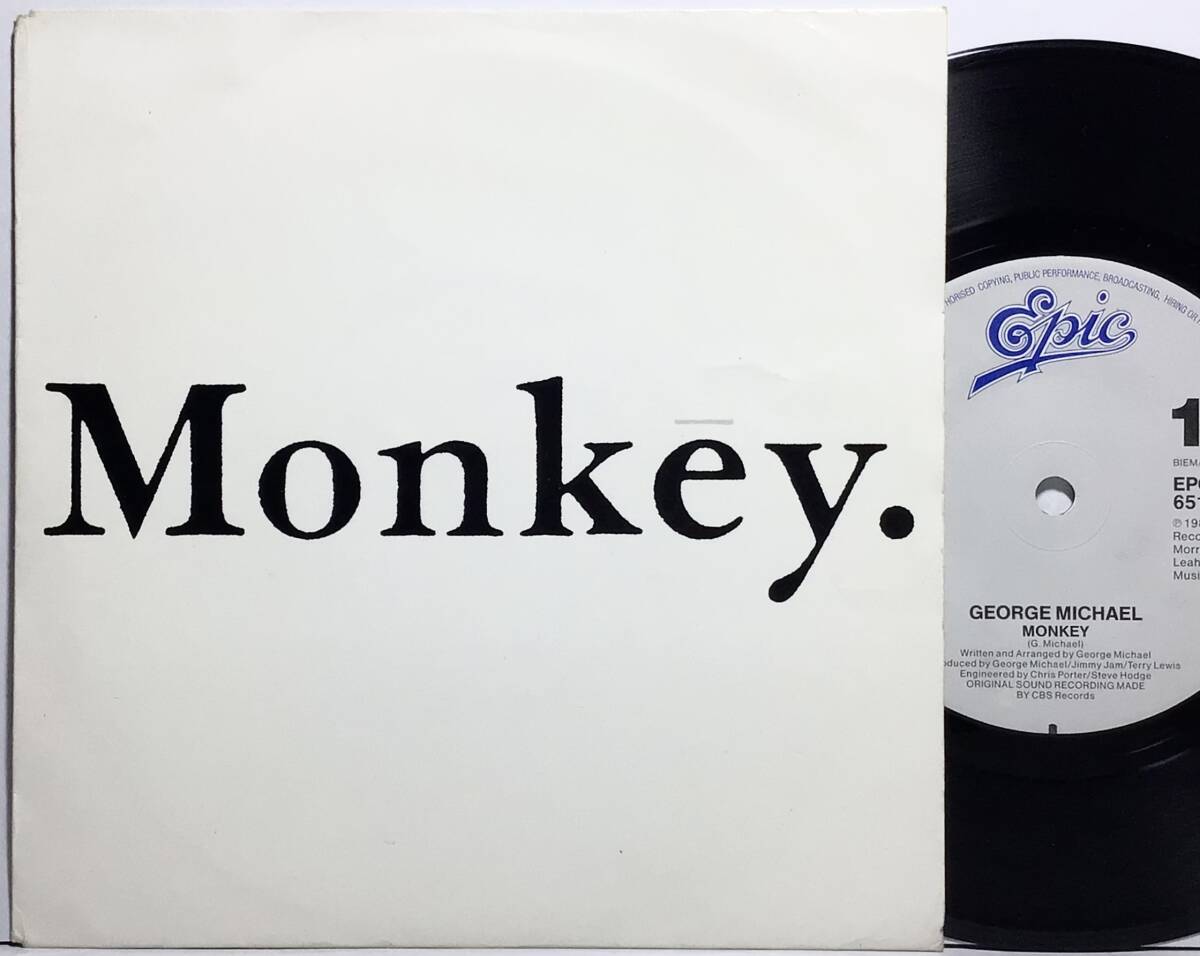 Monkey.
COPYING, PUBLIC PERFORMANCE, BROADCASTING, HIRING OR
Epic
1
GEORGE MICHAEL
MONKEY
(G. Michael)
Written and Arranged by George Michael
by George Michael/Jimmy Jam/Terry Lewis
Engineered by Chris Porter/Steve Hodge
ORIGINAL SOUND RECORDING MADE
BY CBS Records